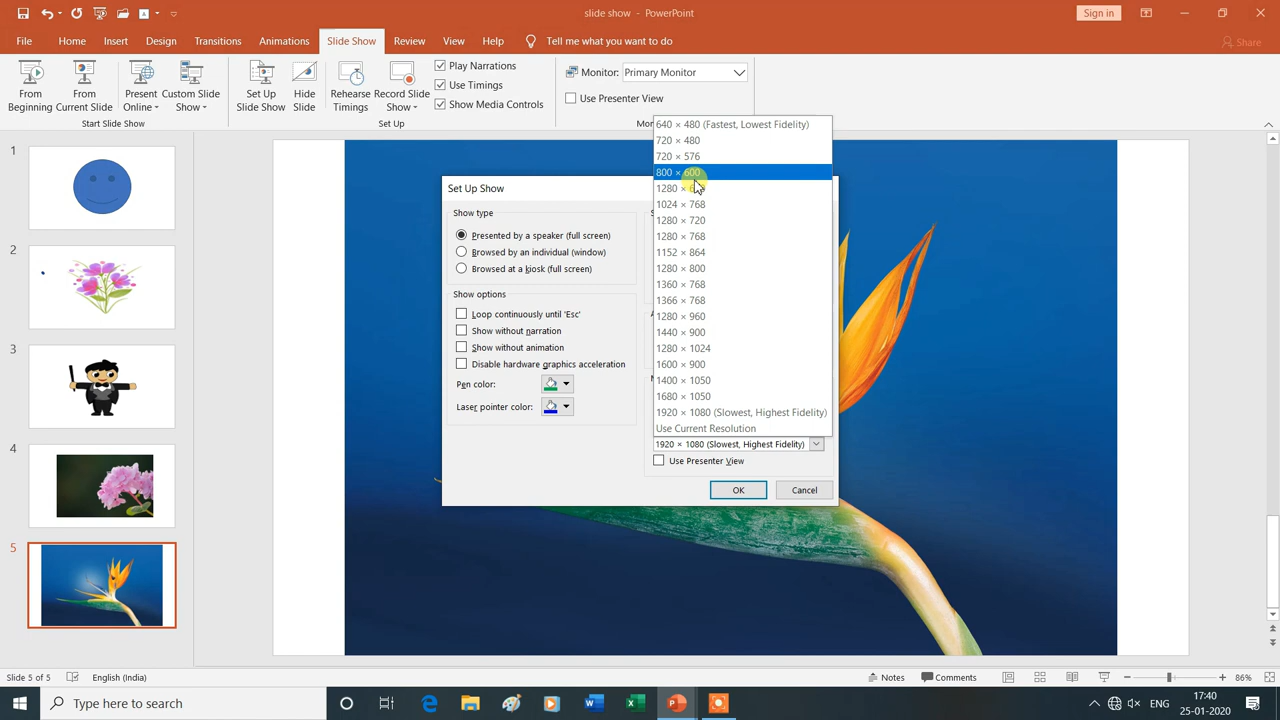 slide show - PowerPoint
Sign in
File
Home
Insert
Design
Transitions
Animations
Slide Show
Review
View
Help
Tell me what you want to do
Share
From Beginning
From Current Slide
Present Online
Custom Slide Show
Set Up Slide Show
Hide Slide
Rehearse Timings
Record Slide Show
Play Narrations
Use Timings
Show Media Controls
Monitor: Primary Monitor
Use Presenter View
Start Slide Show
Set Up
1
2
3
4
5
Set Up Show
Show type
Presented by a speaker (full screen)
Browsed by an individual (window)
Browsed at a kiosk (full screen)
Show options
Loop continuously until 'Esc'
Show without narration
Show without animation
Disable hardware graphics acceleration
Pen color:
Laser pointer color:
640 × 480 (Fastest, Lowest Fidelity)
720 × 480
720 × 576
800 × 600
1280 ×
1024 × 768
1280 × 720
1280 × 768
1152 × 864
1280 × 800
1360 × 768
1366 × 768
1280 × 960
1440 × 900
1280 × 1024
1600 × 900
1400 × 1050
1680 × 1050
1920 × 1080 (Slowest, Highest Fidelity)
Use Current Resolution
1920 × 1080 (Slowest, Highest Fidelity)
Use Presenter View
OK
Cancel
Slide 5 of 5
English (India)
Notes
Comments
86%
Type here to search
17:40
25-01-2020